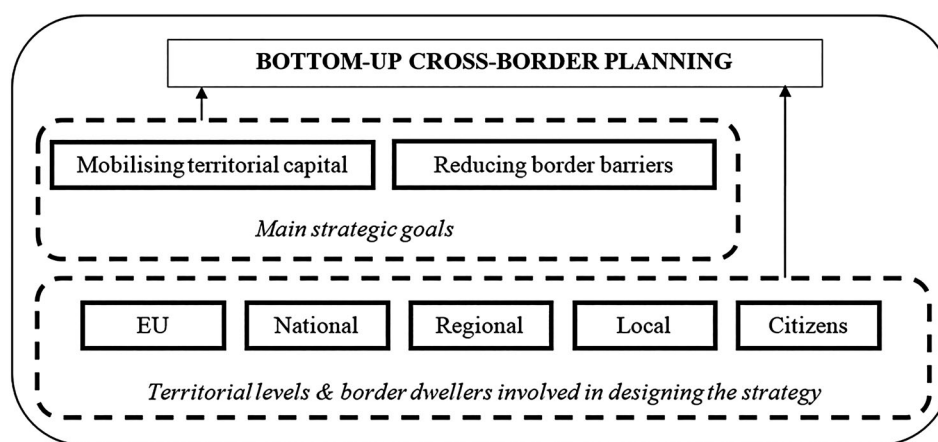 BOTTOM-UP CROSS-BORDER PLANNING
Mobilising territorial capital
Reducing border barriers
Main strategic goals
EU
National
Regional
Local
Citizens
Territorial levels & border dwellers involved in designing the strategy